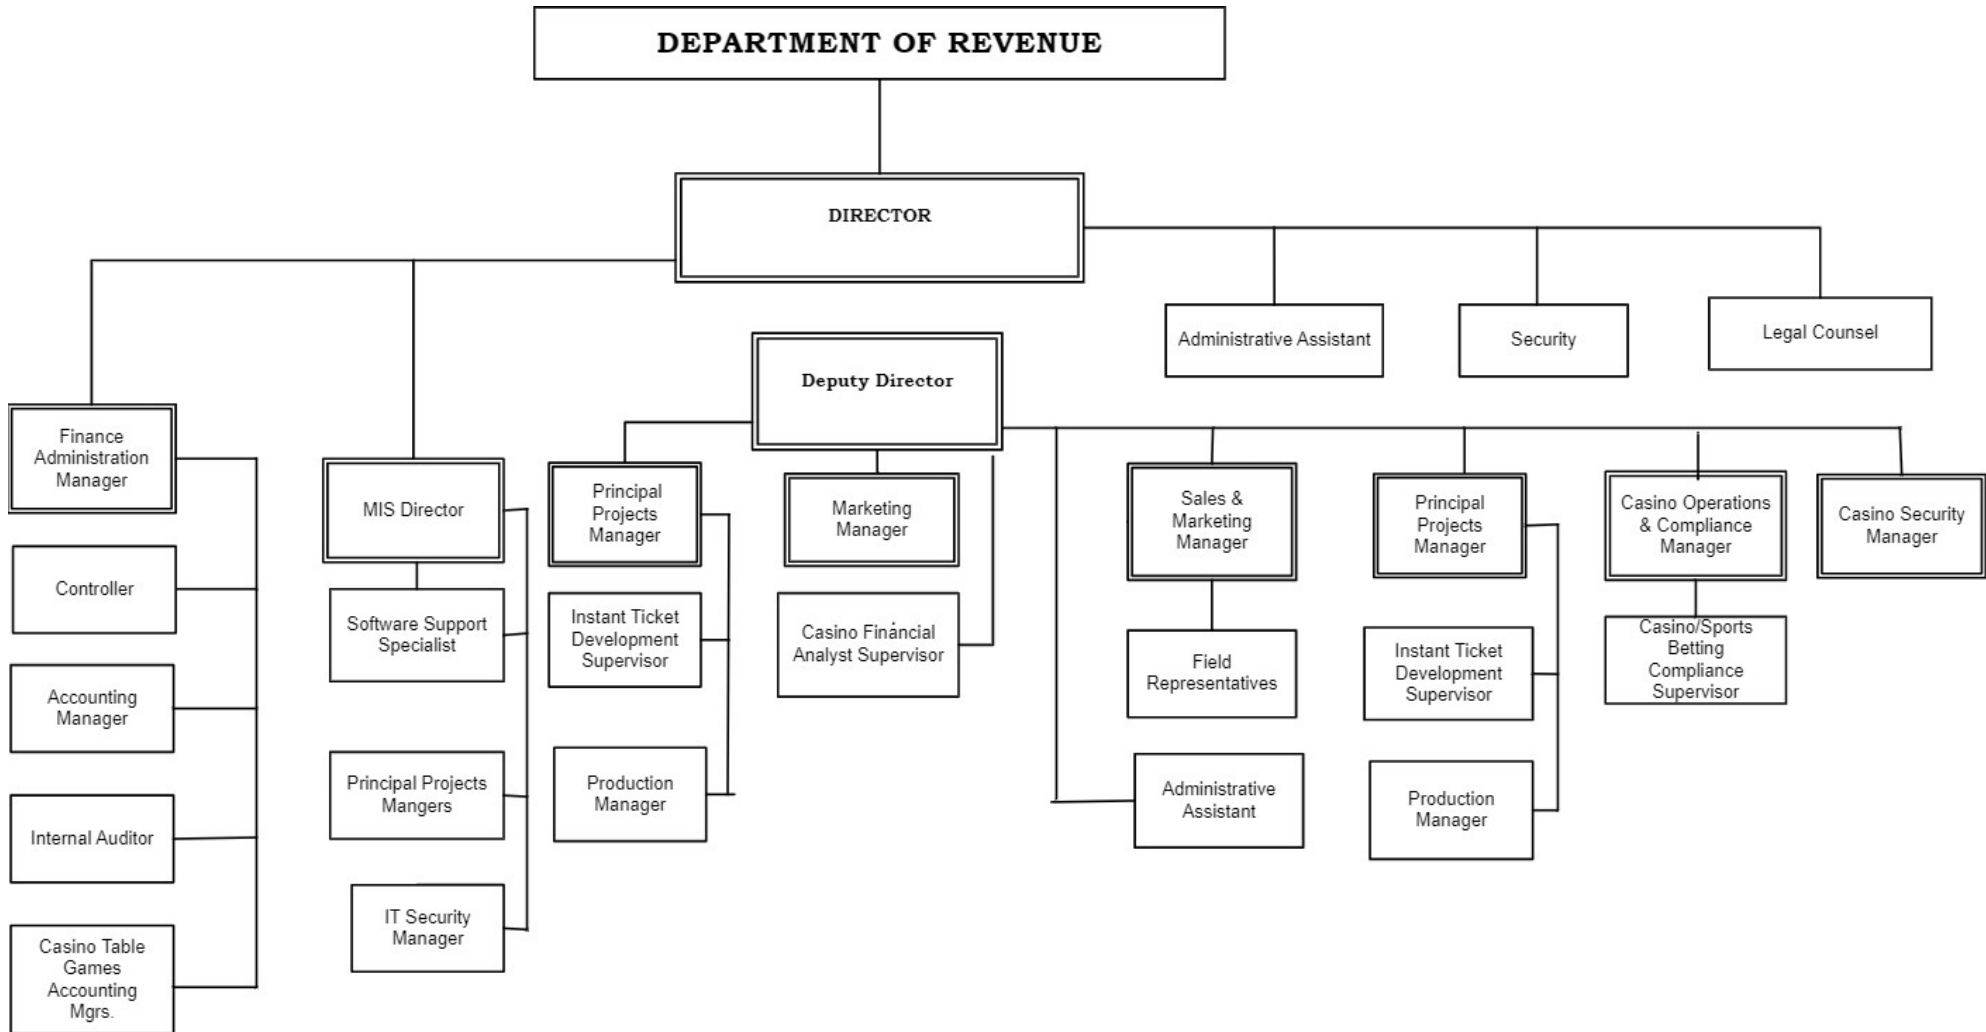 DEPARTMENT OF REVENUE
DIRECTOR
Administrative Assistant
Security
Legal Counsel
Deputy Director
Finance
Administration
Manager
MIS Director
Principal
Projects
Manager
Marketing
Manager
Sales &
Marketing
Manager
Principal
Projects
Manager
Casino Operations
& Compliance
Manager
Casino Security
Manager
Controller
Software Support
Specialist
Instant Ticket
Development
Supervisor
Casino Financial
Analyst Supervisor
Field
Representatives
Instant Ticket
Development
Supervisor
Casino/Sports
Betting
Compliance
Supervisor
Accounting
Manager
Principal Projects
Mangers
Production
Manager
Administrative
Assistant
Production
Manager
Internal Auditor
IT Security
Manager
Casino Table
Games
Accounting
Mgrs.